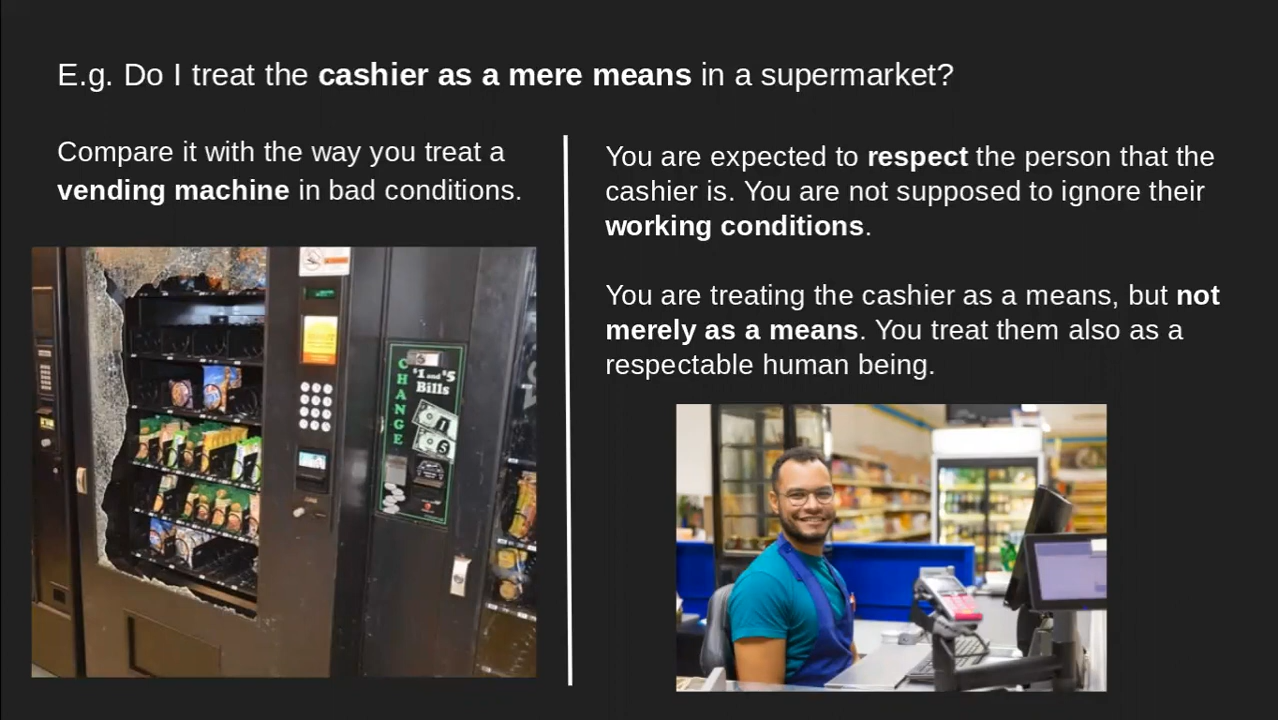 E.g. Do I treat the cashier as a mere means in a supermarket?
Compare it with the way you treat a
vending machine in bad conditions.
You are expected to respect the person that the
cashier is. You are not supposed to ignore their
working conditions.
You are treating the cashier as a means, but not
merely as a means. You treat them also as a
respectable human being.
CHANGE
$1 and $5
Bills
1
5